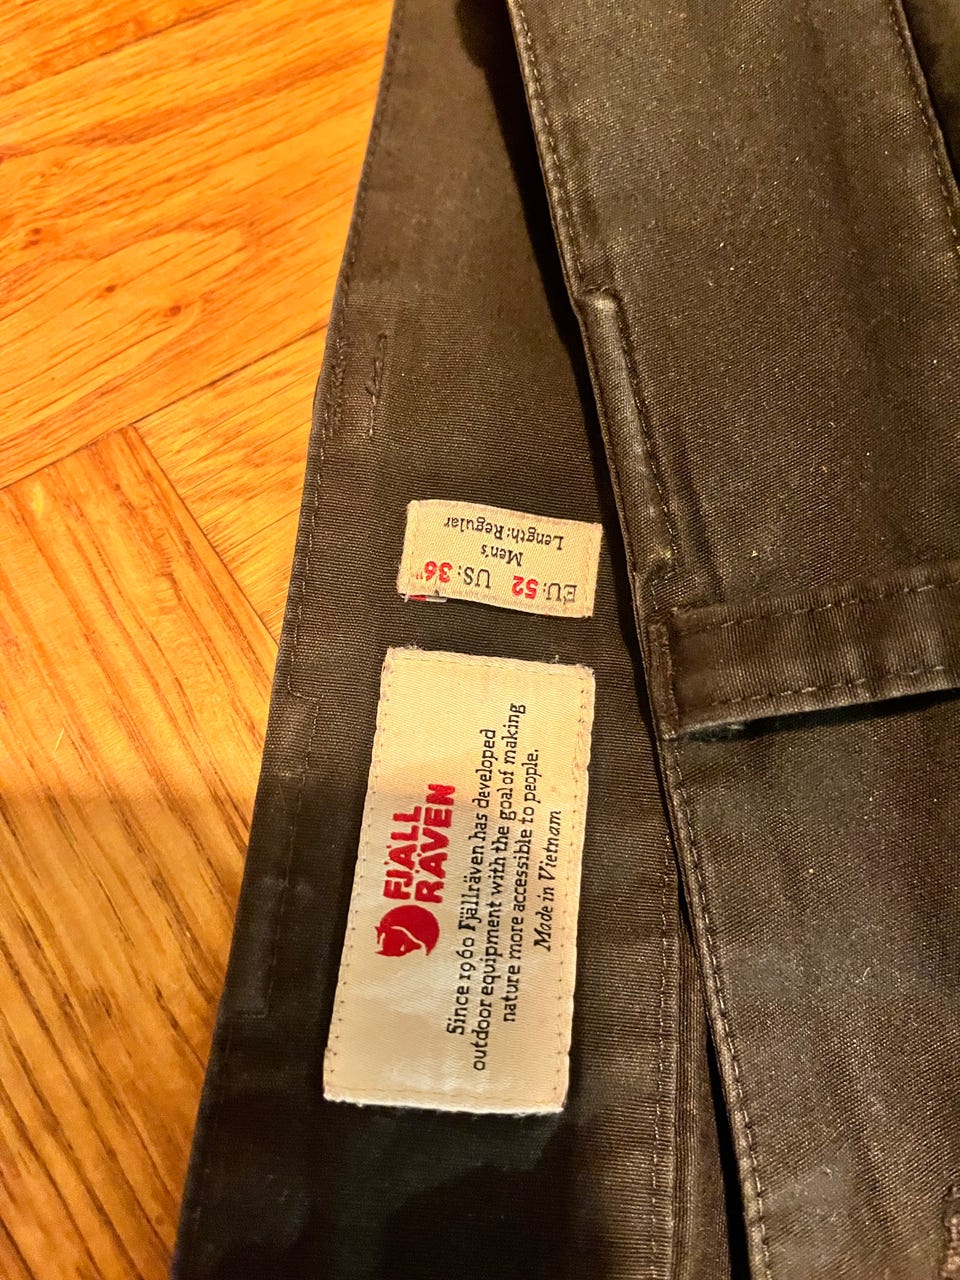 EU: 52 US: 36"
Men's
Length: Regular
FJÄLL
RÄVEN
Since 1960 Fjällräven has developed
outdoor equipment with the goal of making
nature more accessible to people.
Made in Vietnam